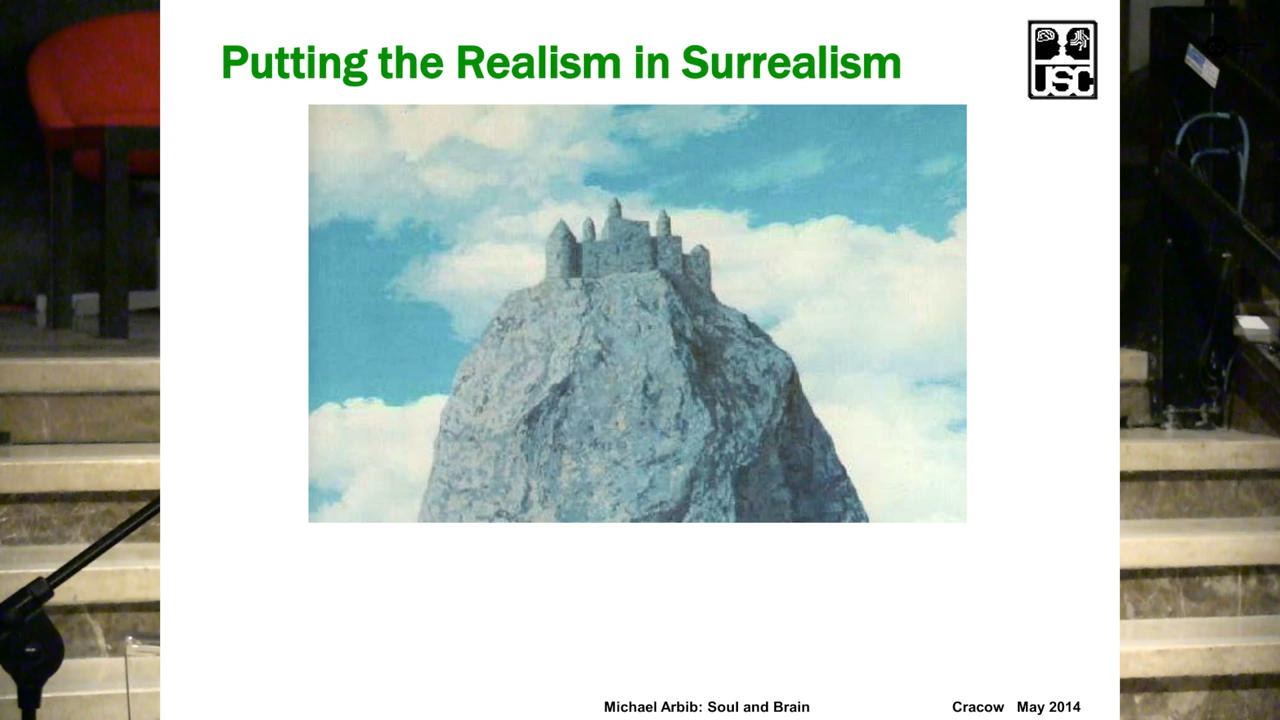 Putting the Realism in Surrealism
USC
Michael Arbib: Soul and Brain
Cracow May 2014